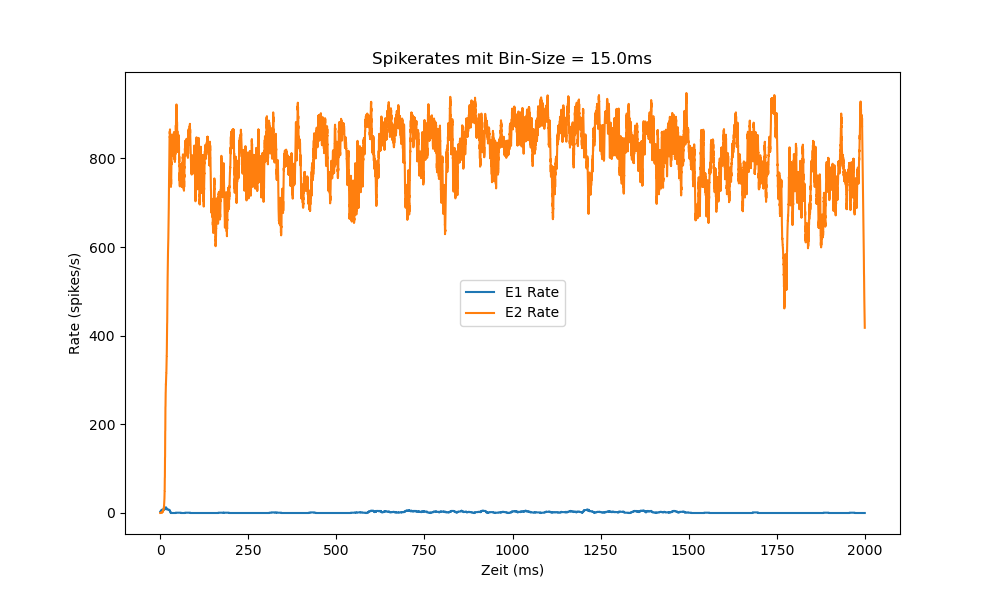 Spikerates mit Bin-Size = 15.0ms
Rate (spikes/s)
800
600
400
200
0
E1 Rate
E2 Rate
0 250 500 750 1000 1250 1500 1750 2000
Zeit (ms)